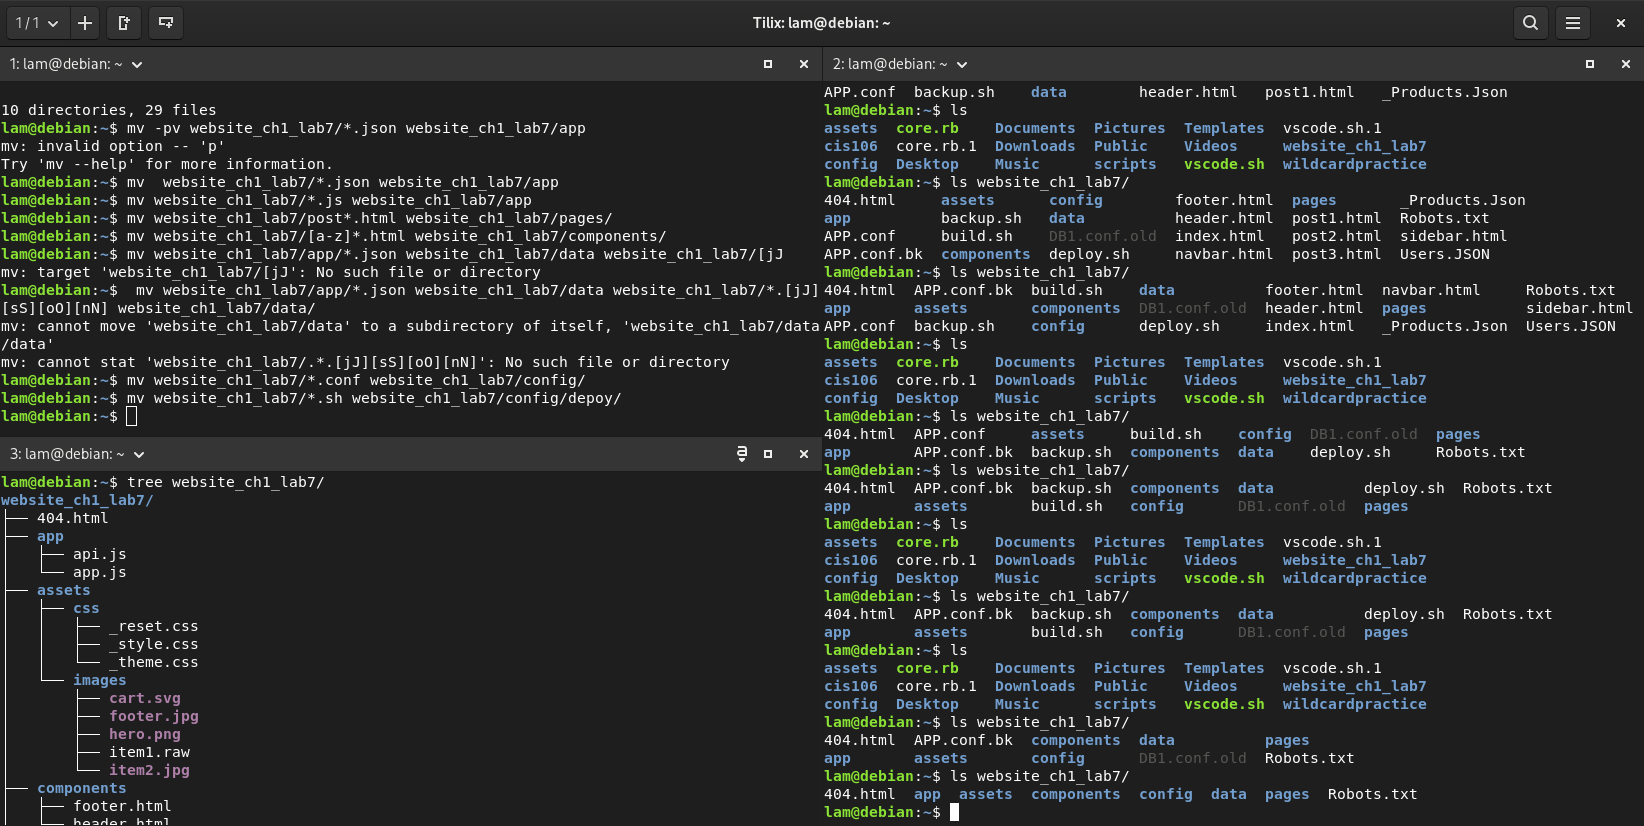 1 / 1
Tilix: lam@debian: ~
1: lam@debian: ~
10 directories, 29 files
lam@debian:~$ mv -pv website_ch1_lab7/*.json website_ch1_lab7/app
mv: invalid option -- 'p'
Try 'mv --help' for more information.
lam@debian:~$ mv  website_ch1_lab7/*.json website_ch1_lab7/app
lam@debian:~$ mv website_ch1_lab7/*.js website_ch1_lab7/app
lam@debian:~$ mv website_ch1_lab7/post*.html website_ch1_lab7/pages/
lam@debian:~$ mv website_ch1_lab7/[a-z]*.html website_ch1_lab7/components/
lam@debian:~$ mv website_ch1_lab7/app/*.json website_ch1_lab7/data website_ch1_lab7/[jJ
mv: target 'website_ch1_lab7/[jJ': No such file or directory
lam@debian:~$  mv website_ch1_lab7/app/*.json website_ch1_lab7/data website_ch1_lab7/*.[jJ]
[sS][oO][nN] website_ch1_lab7/data/
mv: cannot move 'website_ch1_lab7/data' to a subdirectory of itself, 'website_ch1_lab7/data
/data'
mv: cannot stat 'website_ch1_lab7/.*.[jJ][sS][oO][nN]': No such file or directory
lam@debian:~$ mv website_ch1_lab7/*.conf website_ch1_lab7/config/
lam@debian:~$ mv website_ch1_lab7/*.sh website_ch1_lab7/config/depoy/
lam@debian:~$
3: lam@debian: ~
lam@debian:~$ tree website_ch1_lab7/
website_ch1_lab7/
├── 404.html
├── app
│   ├── api.js
│   └── app.js
├── assets
│   ├── css
│   │   ├── _reset.css
│   │   ├── _style.css
│   │   └── _theme.css
│   └── images
│       ├── cart.svg
│       ├── footer.jpg
│       ├── hero.png
│       ├── item1.raw
│       └── item2.jpg
├── components
│   ├── footer.html
│   ├── header.html
2: lam@debian: ~
APP.conf  backup.sh    data        header.html   post1.html   _Products.Json
lam@debian:~$ ls
assets  core.rb    Documents  Pictures  Templates  vscode.sh.1
cis106  core.rb.1  Downloads  Public    Videos     website_ch1_lab7
config  Desktop    Music      scripts   vscode.sh  wildcardpractice
lam@debian:~$ ls website_ch1_lab7/
404.html     assets      config        footer.html  pages       _Products.Json
app          backup.sh   data          header.html  post1.html  Robots.txt
APP.conf     build.sh    DB1.conf.old  index.html   post2.html  sidebar.html
APP.conf.bk  components  deploy.sh     navbar.html  post3.html  Users.JSON
lam@debian:~$ ls website_ch1_lab7/
404.html  APP.conf.bk  build.sh    data          footer.html  navbar.html     Robots.txt
app       assets       components  DB1.conf.old  header.html  pages           sidebar.html
APP.conf  backup.sh    config      deploy.sh     index.html   _Products.Json  Users.JSON
lam@debian:~$ ls
assets  core.rb    Documents  Pictures  Templates  vscode.sh.1
cis106  core.rb.1  Downloads  Public    Videos     website_ch1_lab7
config  Desktop    Music      scripts   vscode.sh  wildcardpractice
lam@debian:~$ ls website_ch1_lab7/
404.html  APP.conf     assets     build.sh    config  DB1.conf.old  pages
app       APP.conf.bk  backup.sh  components  data    deploy.sh     Robots.txt
lam@debian:~$ ls website_ch1_lab7/
404.html  APP.conf.bk  backup.sh  components  data          deploy.sh  Robots.txt
app       assets       build.sh   config      DB1.conf.old  pages
lam@debian:~$ ls
assets  core.rb    Documents  Pictures  Templates  vscode.sh.1
cis106  core.rb.1  Downloads  Public    Videos     website_ch1_lab7
config  Desktop    Music      scripts   vscode.sh  wildcardpractice
lam@debian:~$ ls website_ch1_lab7/
404.html  APP.conf.bk  backup.sh  components  data          deploy.sh  Robots.txt
app       assets       build.sh   config      DB1.conf.old  pages
lam@debian:~$ ls
assets  core.rb    Documents  Pictures  Templates  vscode.sh.1
cis106  core.rb.1  Downloads  Public    Videos     website_ch1_lab7
config  Desktop    Music      scripts   vscode.sh  wildcardpractice
lam@debian:~$ ls website_ch1_lab7/
404.html  APP.conf.bk  components  data          pages
app       assets       config      DB1.conf.old  Robots.txt
lam@debian:~$ ls website_ch1_lab7/
404.html  app  assets  components  config  data  pages  Robots.txt
lam@debian:~$